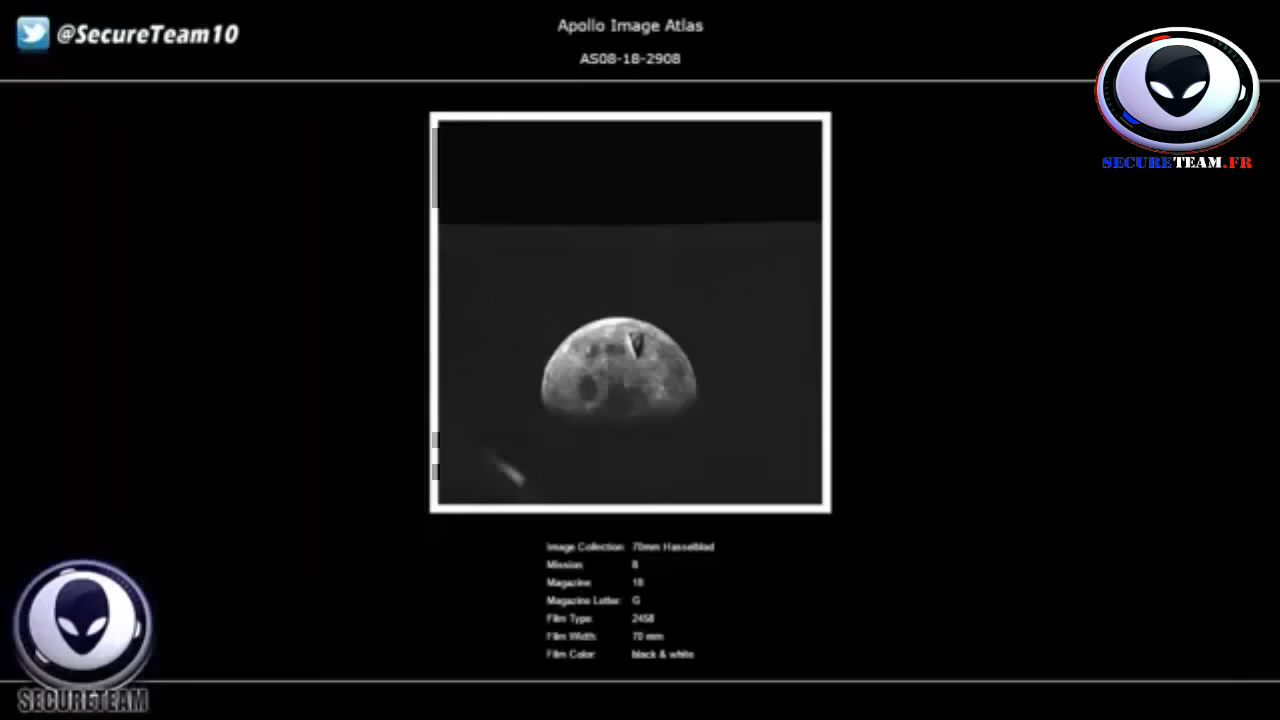 @SecureTeam10
Apollo Image Atlas
AS08-18-2908
SECURETEAM.FR
Image Collection: 70mm Hasselblad
Mission: 8
Magazine: 18
Magazine Letter: G
Film Type: 2458
Film Width: 70 mm
Film Color: black & white
SECURETEAM